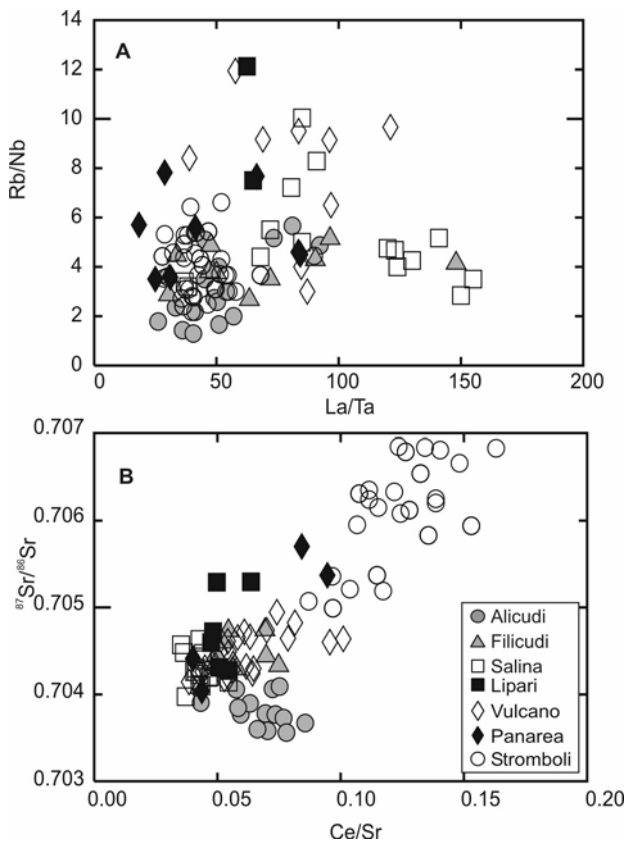 A
Rb/Nb
14
12
10
8
6
4
2
0
0 50 100 150 200
La/Ta
B
⁸⁷Sr/⁸⁶Sr
0.707
0.706
0.705
0.704
0.703
0.00 0.05 0.10 0.15 0.20
Ce/Sr
Alicudi
Filicudi
Salina
Lipari
Vulcano
Panarea
Stromboli